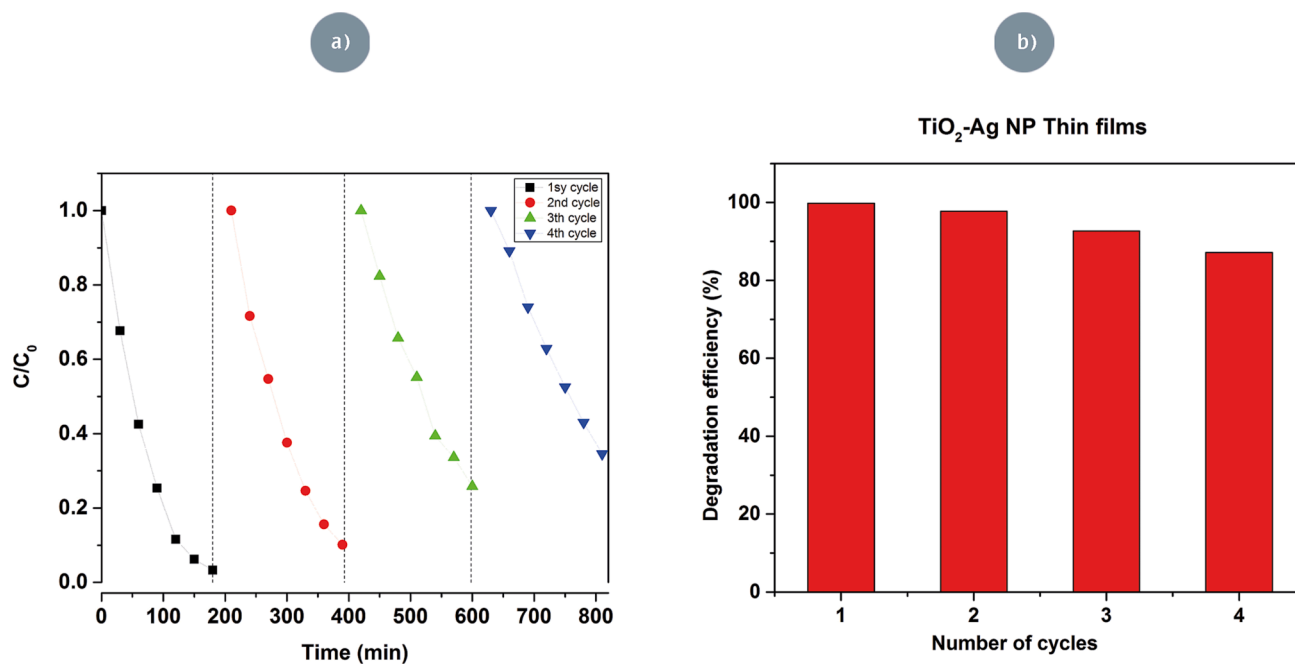 a)
1.0
0.8
0.6
0.4
0.2
0.0
C/C0
0 100 200 300 400 500 600 700 800
Time (min)
1sy cycle
2nd cycle
3th cycle
4th cycle
b)
TiO2-Ag NP Thin films
100
80
60
40
20
0
Degradation efficiency (%)
1 2 3 4
Number of cycles